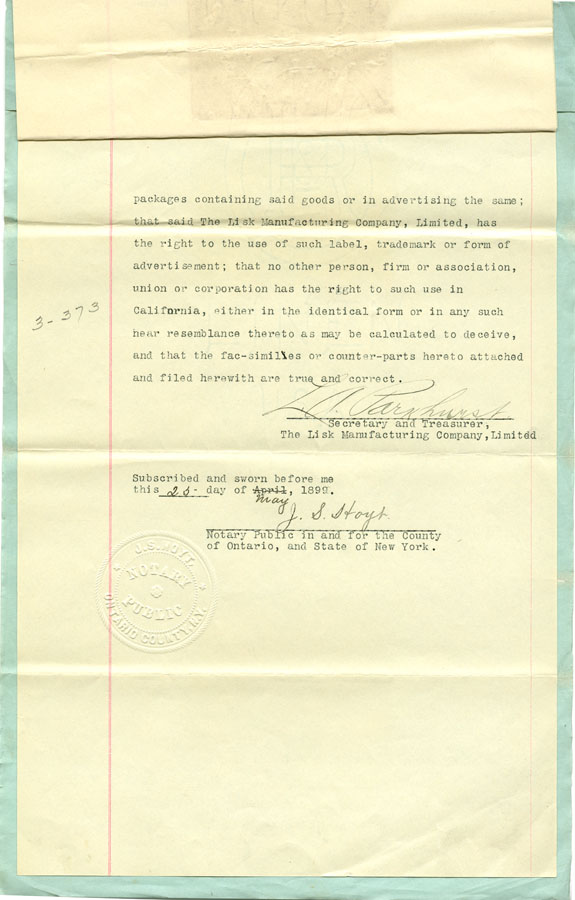 packages containing said goods or in advertising the same;
that said The Lisk Manufacturing Company, Limited, has
the right to the use of such label, trademark or form of
advertisement; that no other person, firm or association,
union or corporation has the right to such use in
California, either in the identical form or in any such
hear resemblance thereto as may be calculated to deceive,
3-373
and that the fac-similes or counter-parts hereto attached
and filed herewith are true and correct.
Parkhurst
Secretary and Treasurer,
The Lisk Manufacturing Company,Limited
Subscribed and sworn before me
this 25- day of April, 1899.
May
J. S. Hoyt
Notary Public in and for the County
of Ontario, and State of New York.
J.S. HOYT.
NOTARY
PUBLIC
ONTARIO COUNTY, N.Y.